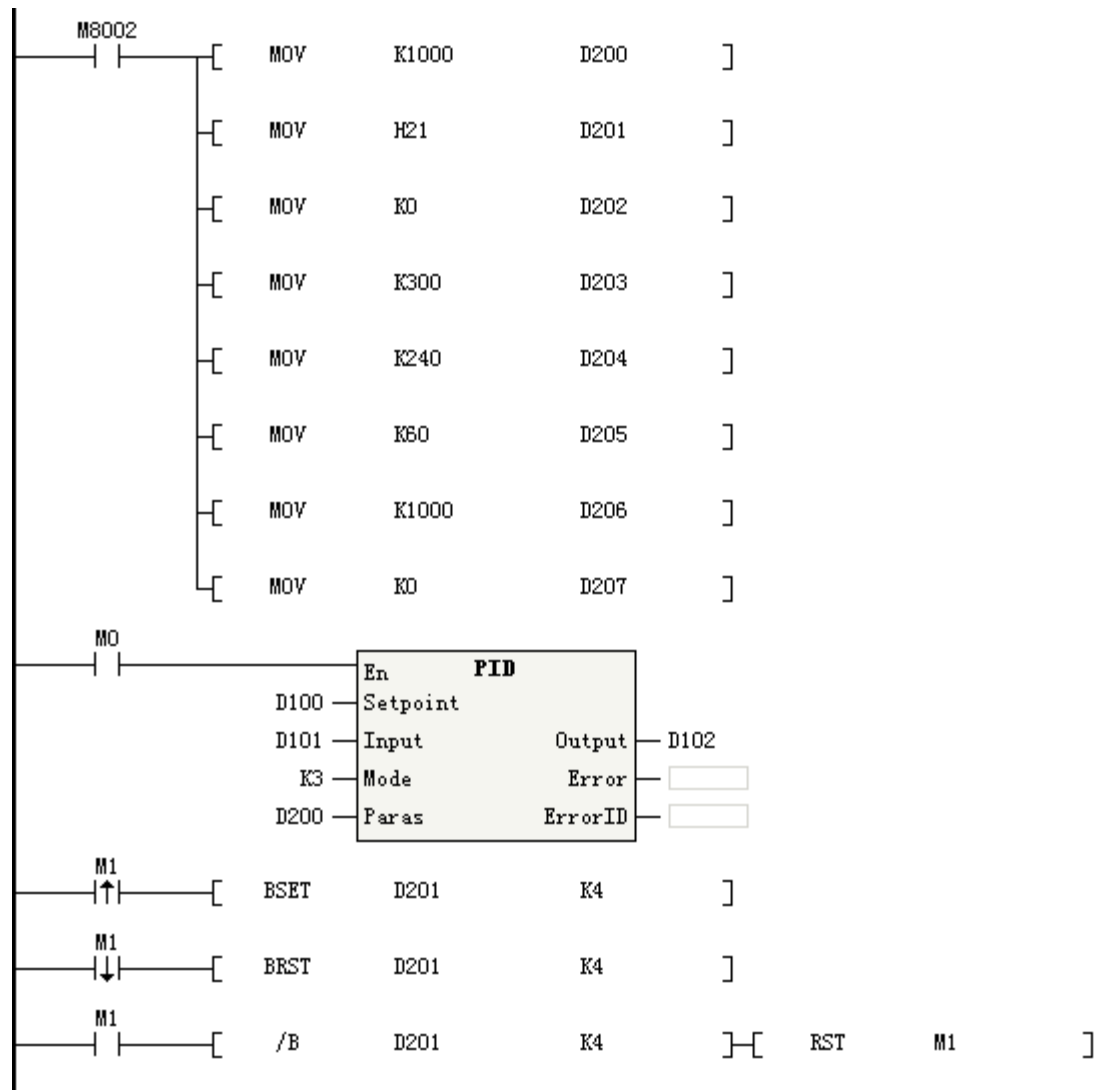 M8002
MOV K1000 D200
MOV H21 D201
MOV K0 D202
MOV K300 D203
MOV K240 D204
MOV K60 D205
MOV K1000 D206
MOV K0 D207
M0
En PID
D100 Setpoint
D101 Input Output D102
K3 Mode Error
D200 Paras ErrorID
M1
BSET D201 K4
M1
BRST D201 K4
M1
/B D201 K4 RST M1